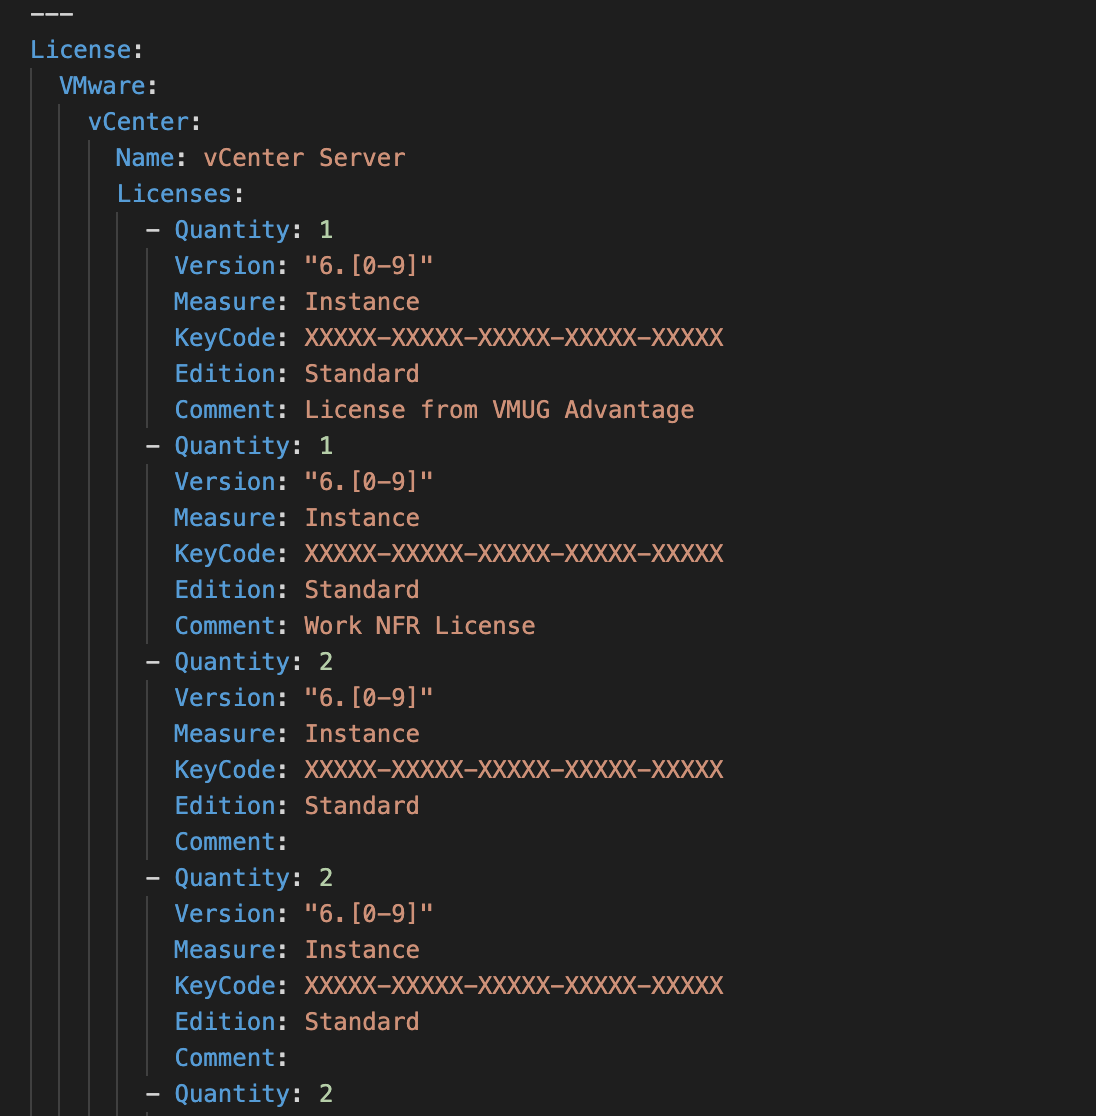 ---
License:
VMware:
vCenter:
Name: vCenter Server
Licenses:
- Quantity: 1
Version: "6.[0-9]"
Measure: Instance
KeyCode: XXXXX-XXXXX-XXXXX-XXXXX-XXXXX
Edition: Standard
Comment: License from VMUG Advantage
- Quantity: 1
Version: "6.[0-9]"
Measure: Instance
KeyCode: XXXXX-XXXXX-XXXXX-XXXXX-XXXXX
Edition: Standard
Comment: Work NFR License
- Quantity: 2
Version: "6.[0-9]"
Measure: Instance
KeyCode: XXXXX-XXXXX-XXXXX-XXXXX-XXXXX
Edition: Standard
Comment:
- Quantity: 2
Version: "6.[0-9]"
Measure: Instance
KeyCode: XXXXX-XXXXX-XXXXX-XXXXX-XXXXX
Edition: Standard
Comment:
- Quantity: 2